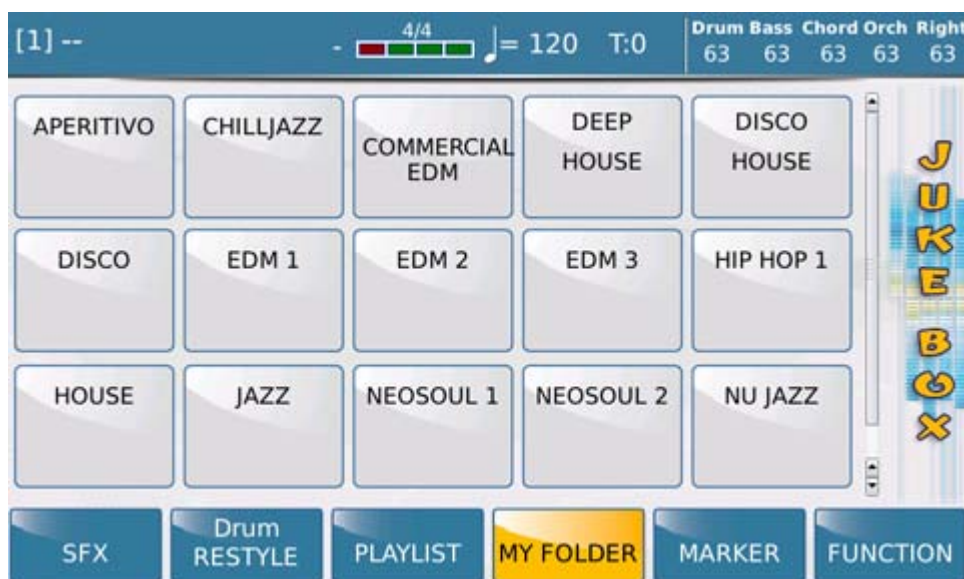 [1] -- - 4/4 ♩= 120 T:0 Drum Bass Chord Orch Right
63 63 63 63 63
APERITIVO CHILLJAZZ COMMERCIAL EDM DEEP HOUSE DISCO HOUSE
DISCO EDM 1 EDM 2 EDM 3 HIP HOP 1
HOUSE JAZZ NEOSOUL 1 NEOSOUL 2 NU JAZZ
JUKE BOX
SFX Drum RESTYLE PLAYLIST MY FOLDER MARKER FUNCTION